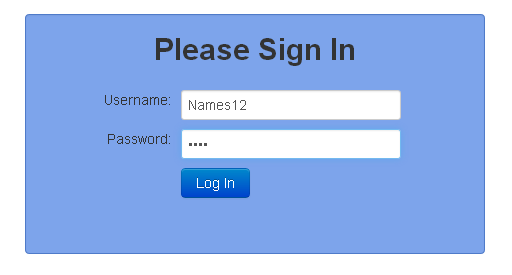 Please Sign In
Username: Names12
Password: ••••
Log In